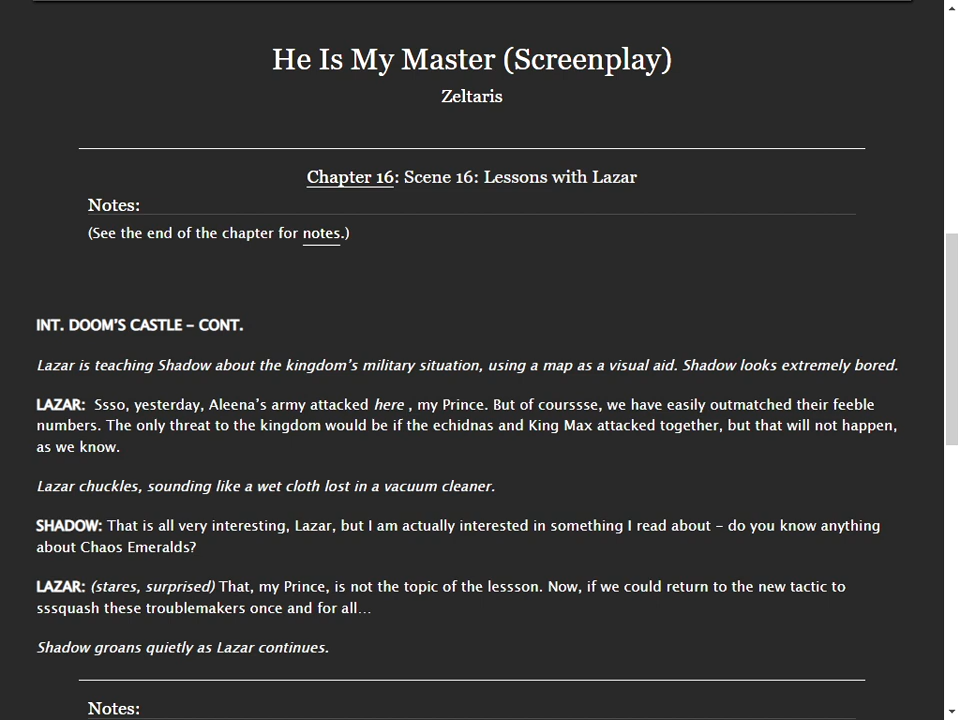 He Is My Master (Screenplay)
Zeltaris
Chapter 16: Scene 16: Lessons with Lazar
Notes:
(See the end of the chapter for notes.)
INT. DOOM’S CASTLE – CONT.
Lazar is teaching Shadow about the kingdom’s military situation, using a map as a visual aid. Shadow looks extremely bored.
LAZAR:  Ssso, yesterday, Aleena’s army attacked here , my Prince. But of courssse, we have easily outmatched their feeble
numbers. The only threat to the kingdom would be if the echidnas and King Max attacked together, but that will not happen,
as we know.
Lazar chuckles, sounding like a wet cloth lost in a vacuum cleaner.
SHADOW: That is all very interesting, Lazar, but I am actually interested in something I read about – do you know anything
about Chaos Emeralds?
LAZAR: (stares, surprised) That, my Prince, is not the topic of the lessson. Now, if we could return to the new tactic to
sssquash these troublemakers once and for all…
Shadow groans quietly as Lazar continues.
Notes: